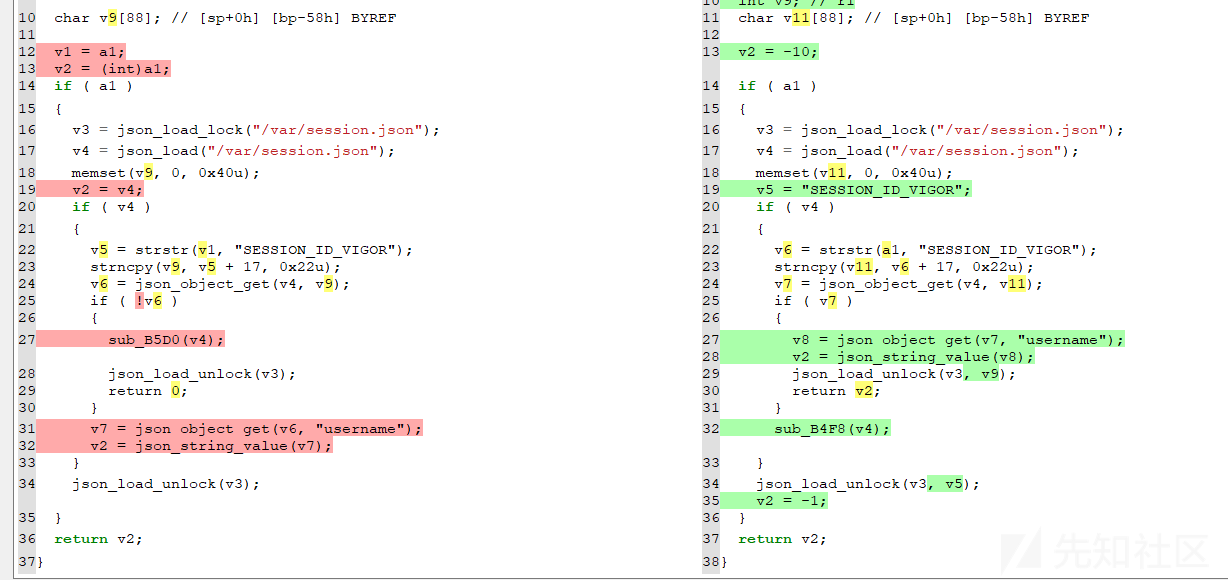 10 char v9[88]; // [sp+0h] [bp-58h] BYREF
11
12 v1 = a1;
13 v2 = (int)a1;
14 if ( a1 )
15 {
16 v3 = json_load_lock("/var/session.json");
17 v4 = json_load("/var/session.json");
18 memset(v9, 0, 0x40u);
19 v2 = v4;
20 if ( v4 )
21 {
22 v5 = strstr(v1, "SESSION_ID_VIGOR");
23 strncpy(v9, v5 + 17, 0x22u);
24 v6 = json_object_get(v4, v9);
25 if ( !v6 )
26 {
27 sub_B5D0(v4);
28 json_load_unlock(v3);
29 return 0;
30 }
31 v7 = json_object_get(v6, "username");
32 v2 = json_string_value(v7);
33 }
34 json_load_unlock(v3);
35 }
36 return v2;
37 }
10 int v9; // r1
11 char v11[88]; // [sp+0h] [bp-58h] BYREF
12
13 v2 = -10;
14 if ( a1 )
15 {
16 v3 = json_load_lock("/var/session.json");
17 v4 = json_load("/var/session.json");
18 memset(v11, 0, 0x40u);
19 v5 = "SESSION_ID_VIGOR";
20 if ( v4 )
21 {
22 v6 = strstr(a1, "SESSION_ID_VIGOR");
23 strncpy(v11, v6 + 17, 0x22u);
24 v7 = json_object_get(v4, v11);
25 if ( v7 )
26 {
27 v8 = json_object_get(v7, "username");
28 v2 = json_string_value(v8);
29 json_load_unlock(v3, v9);
30 return v2;
31 }
32 sub_B4F8(v4);
33 }
34 json_load_unlock(v3, v5);
35 v2 = -1;
36 }
37 return v2;
38 }
先知社区